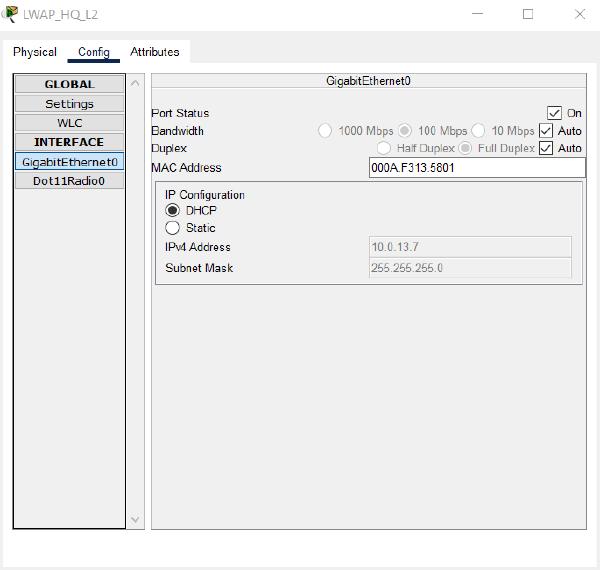 LWAP_HQ_L2
Physical Config Attributes
GLOBAL
Settings
WLC
INTERFACE
GigabitEthernet0
Dot11Radio0
GigabitEthernet0
Port Status On
Bandwidth 1000 Mbps 100 Mbps 10 Mbps Auto
Duplex Half Duplex Full Duplex Auto
MAC Address 000A.F313.5801
IP Configuration
DHCP
Static
IPv4 Address 10.0.13.7
Subnet Mask 255.255.255.0